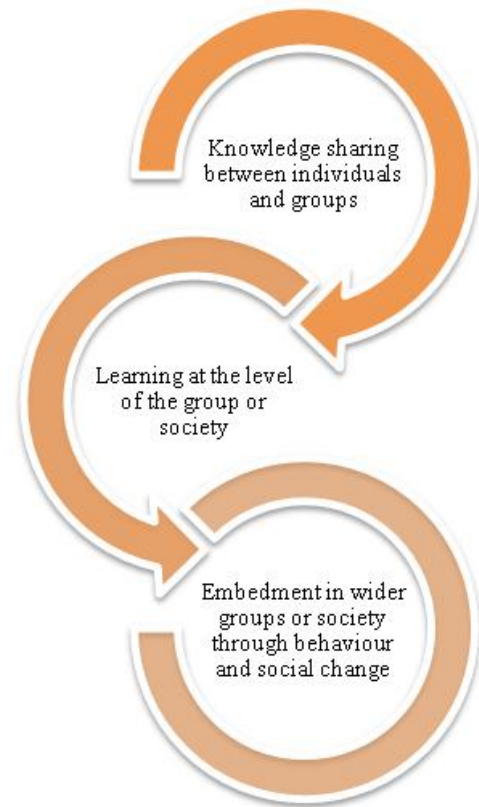 Knowledge sharing
between individuals
and groups
Learning at the level
of the group or
society
Embedment in wider
groups or society
through behaviour
and social change